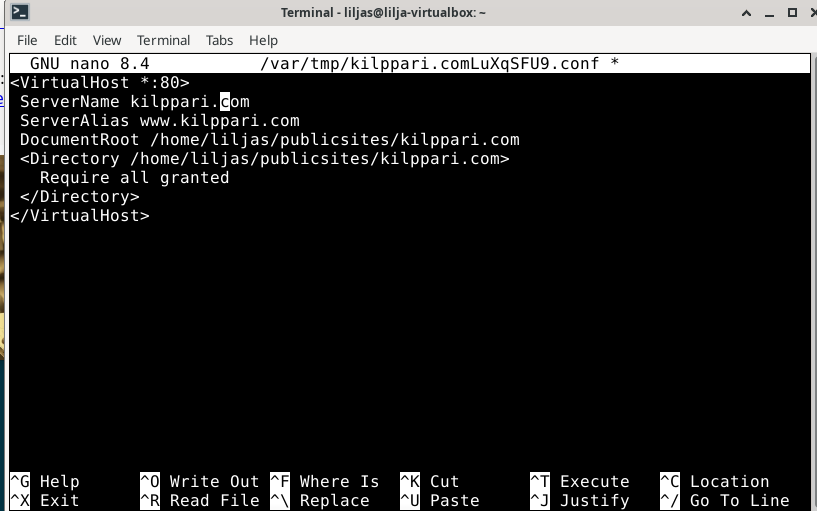 Terminal - liljas@lilja-virtualbox: ~
File Edit View Terminal Tabs Help
GNU nano 8.4 /var/tmp/kilppari.comLuXqSFU9.conf *
<VirtualHost *:80>
 ServerName kilppari.com
 ServerAlias www.kilppari.com
 DocumentRoot /home/liljas/publicsites/kilppari.com
 <Directory /home/liljas/publicsites/kilppari.com>
   Require all granted
 </Directory>
</VirtualHost>
^G Help ^O Write Out ^F Where Is ^K Cut ^T Execute ^C Location
^X Exit ^R Read File ^\ Replace ^U Paste ^J Justify ^/ Go To Line